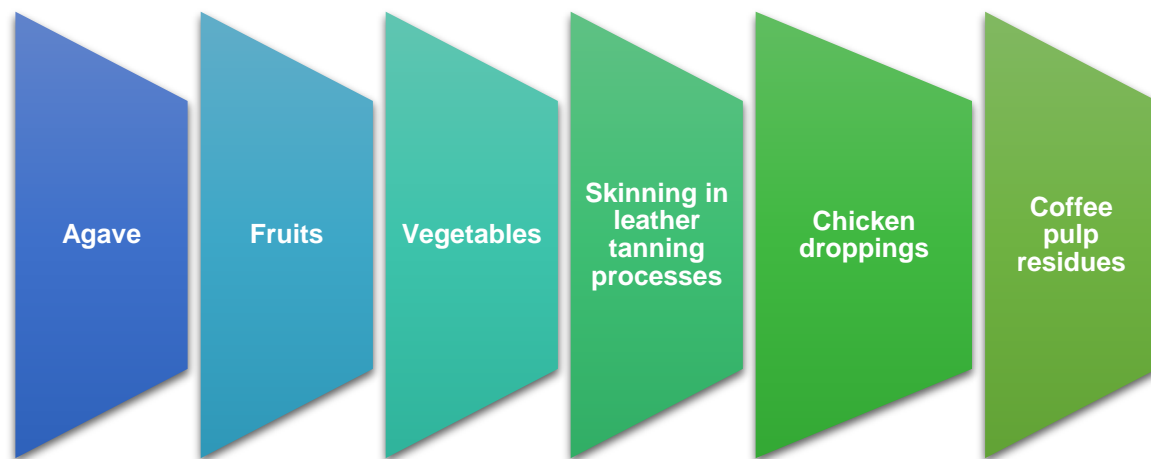 Agave
Fruits
Vegetables
Skinning in
leather
tanning
processes
Chicken
droppings
Coffee
pulp
residues